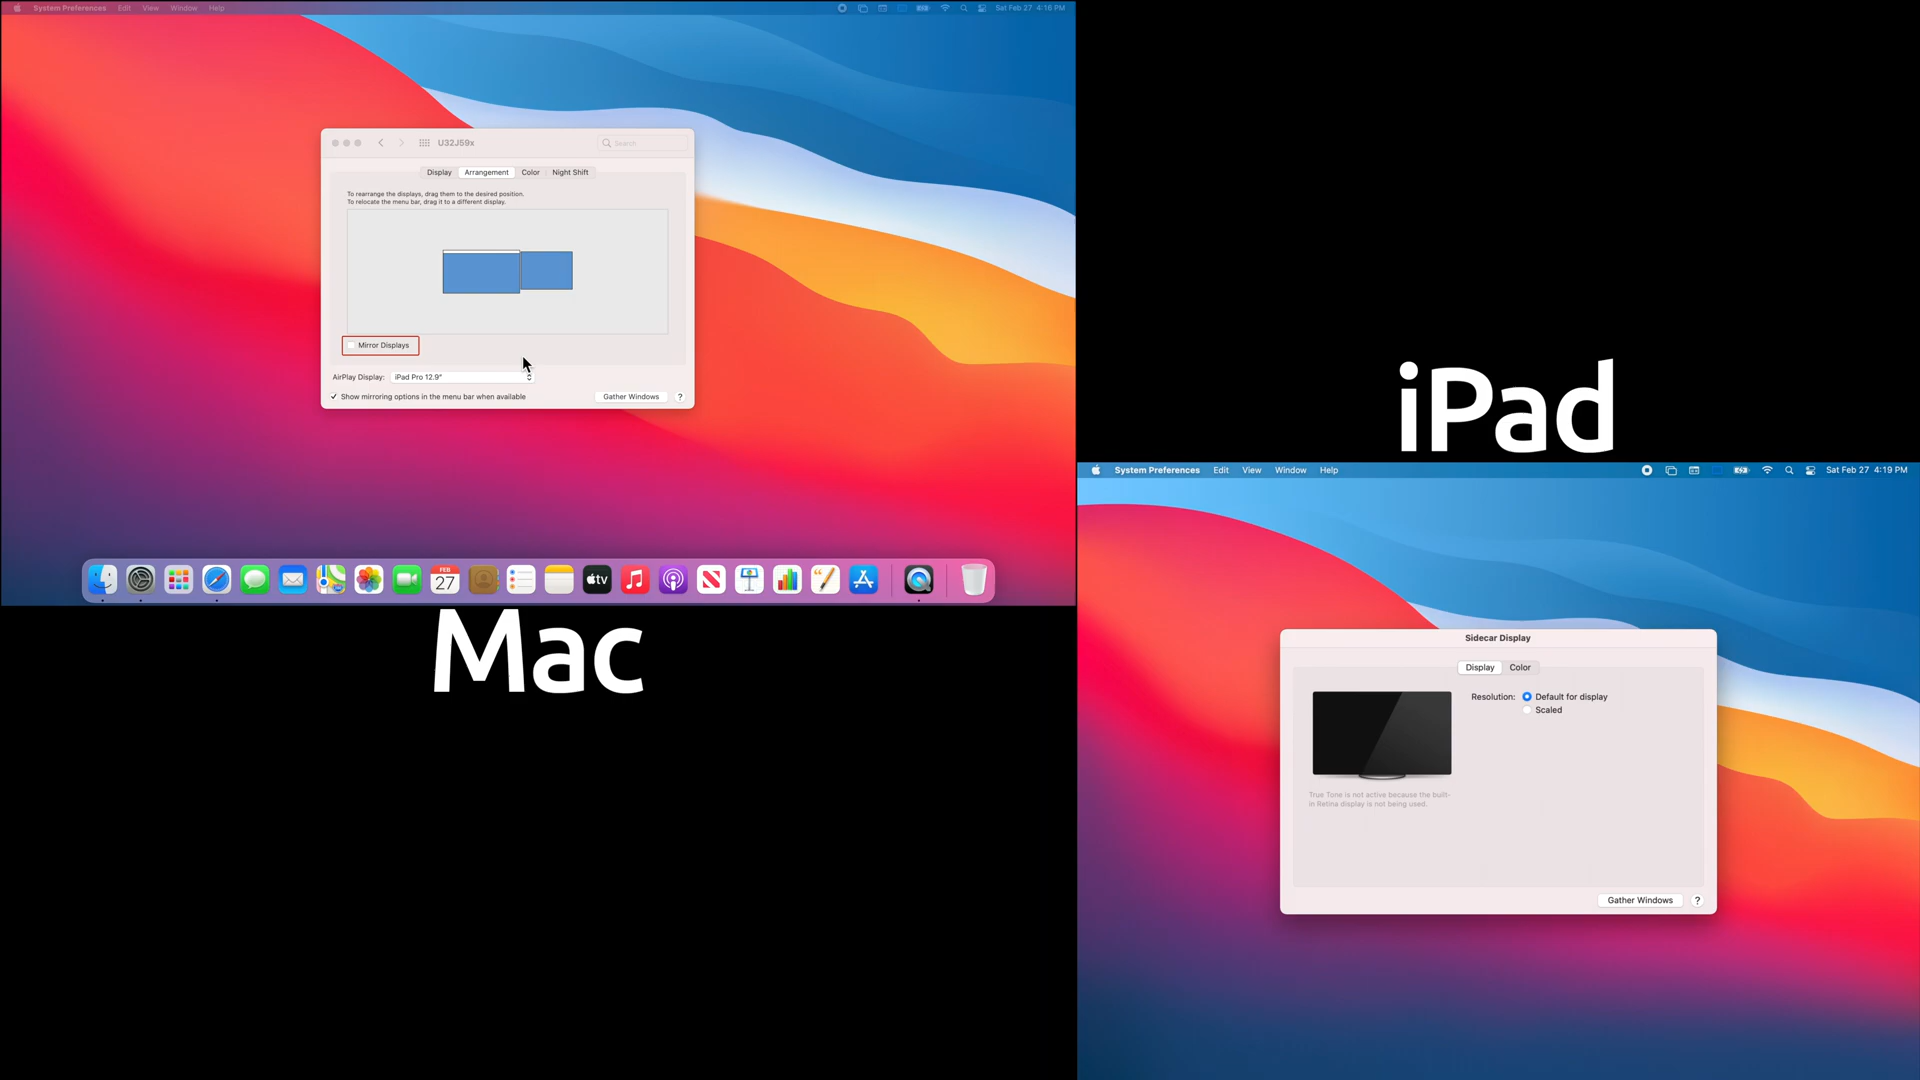 System Preferences Edit View Window Help Sat Feb 27 4:16 PM
U32J59x Search
Display Arrangement Color Night Shift
To rearrange the displays, drag them to the desired position.
To relocate the menu bar, drag it to a different display.
Mirror Displays
AirPlay Display: iPad Pro 12.9"
Show mirroring options in the menu bar when available
Gather Windows ?
FEB
27
tv
Mac
iPad
System Preferences Edit View Window Help Sat Feb 27 4:19 PM
Sidecar Display
Display Color
Resolution: Default for display
Scaled
True Tone is not active because the built-
in Retina display is not being used.
Gather Windows ?